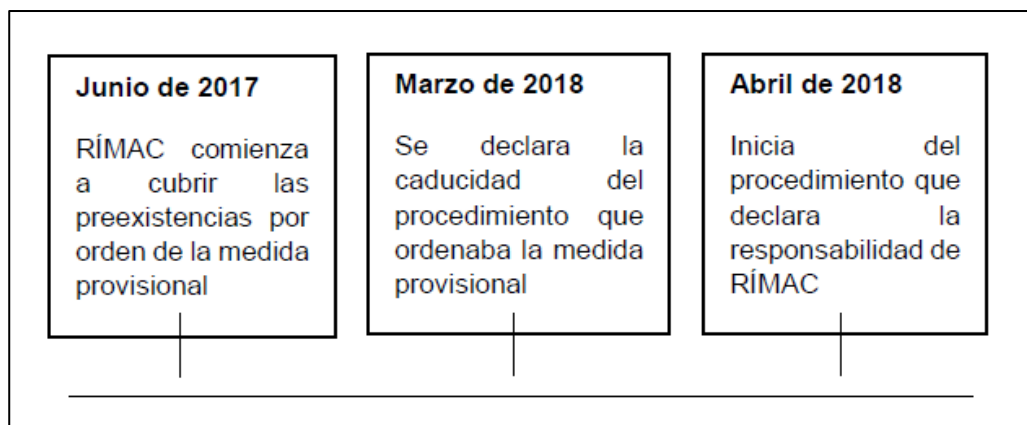 Junio de 2017
RÍMAC comienza
a cubrir las
preexistencias por
orden de la medida
provisional
Marzo de 2018
Se declara la
caducidad del
procedimiento que
ordenaba la medida
provisional
Abril de 2018
Inicia del
procedimiento que
declara la
responsabilidad de
RÍMAC